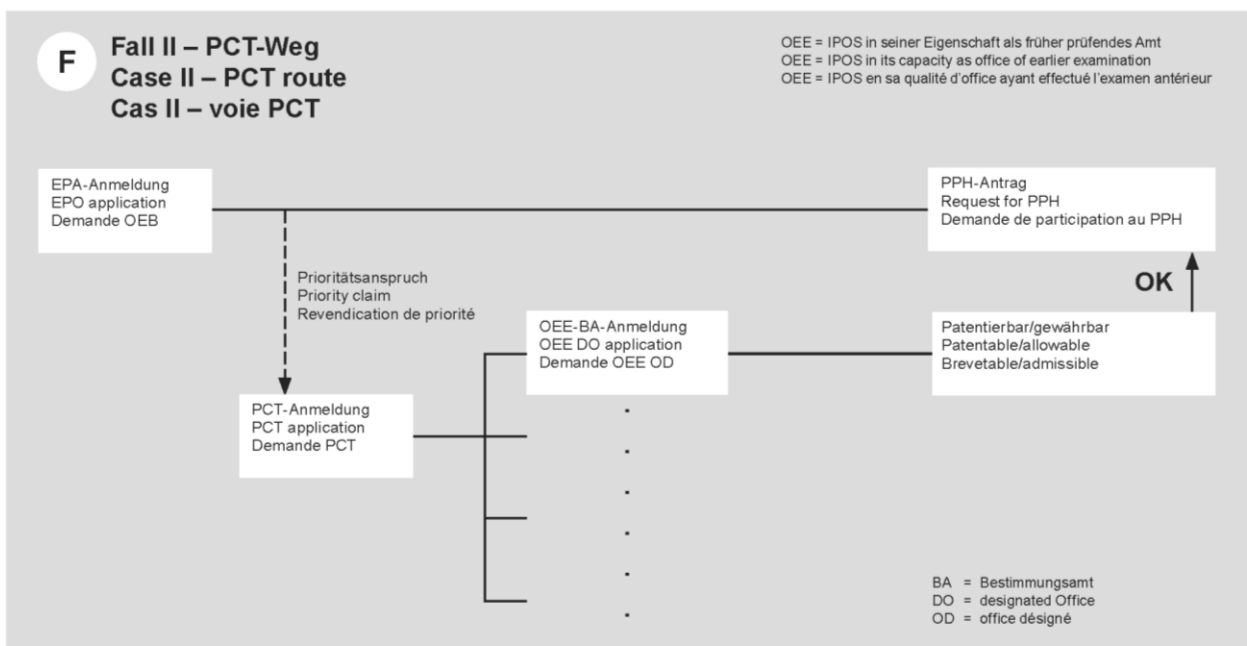 F
Fall II – PCT-Weg
Case II – PCT route
Cas II – voie PCT
OEE = IPOS in seiner Eigenschaft als früher prüfendes Amt
OEE = IPOS in its capacity as office of earlier examination
OEE = IPOS en sa qualité d'office ayant effectué l'examen antérieur
EPA-Anmeldung
EPO application
Demande OEB
PPH-Antrag
Request for PPH
Demande de participation au PPH
Prioritätsanspruch
Priority claim
Revendication de priorité
OK
OEE-BA-Anmeldung
OEE DO application
Demande OEE OD
Patentierbar/gewährbar
Patentable/allowable
Brevetable/admissible
PCT-Anmeldung
PCT application
Demande PCT
BA = Bestimmungsamt
DO = designated Office
OD = office désigné